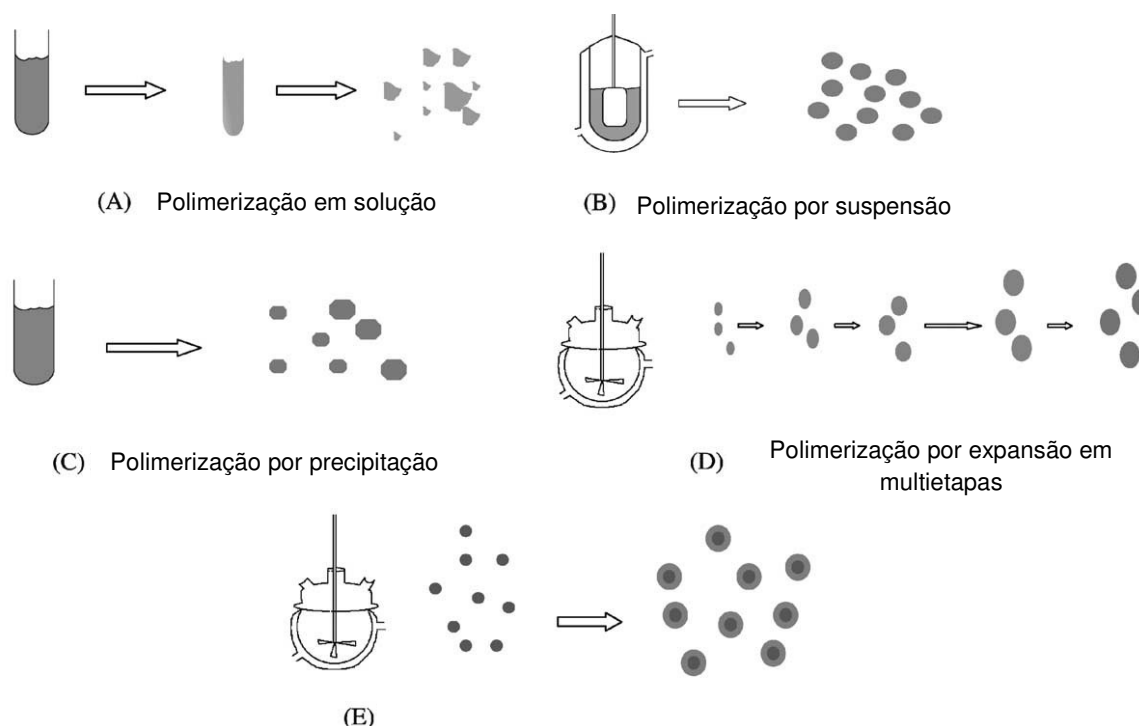 (A) Polimerização em solução
(B) Polimerização por suspensão
(C) Polimerização por precipitação
(D) Polimerização por expansão em
multietapas
(E)